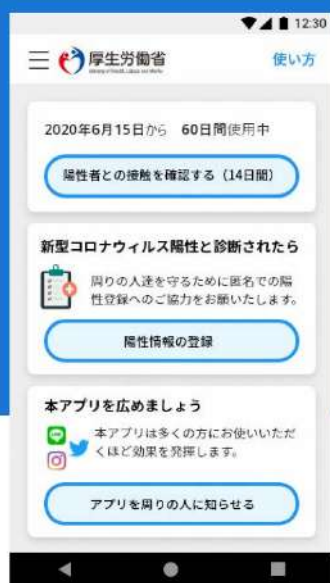 12:30
厚生労働省
使い方
2020年6月15日から 60日間使用中
陽性者との接触を確認する（14日間）
新型コロナウィルス陽性と診断されたら
周りの人達を守るために匿名での陽
性登録へのご協力をお願いいたします。
陽性情報の登録
本アプリを広めましょう
本アプリは多くの方にお使いいただ
くほど効果を発揮します。
アプリを周りの人に知らせる